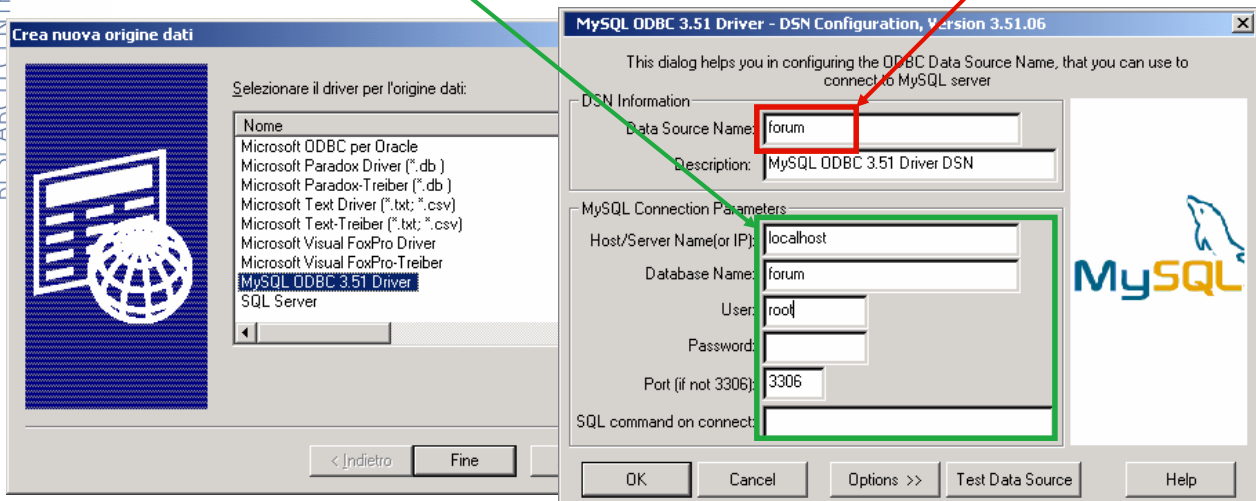 Crea nuova origine dati
Selezionare il driver per l'origine dati:
Nome
Microsoft ODBC per Oracle
Microsoft Paradox Driver (*.db )
Microsoft Paradox-Treiber (*.db )
Microsoft Text Driver (*.txt; *.csv)
Microsoft Text-Treiber (*.txt; *.csv)
Microsoft Visual FoxPro Driver
Microsoft Visual FoxPro-Treiber
MySQL ODBC 3.51 Driver
SQL Server
< Indietro
Fine
MySQL ODBC 3.51 Driver - DSN Configuration, Version 3.51.06
This dialog helps you in configuring the ODBC Data Source Name, that you can use to
connect to MySQL server
DSN Information
Data Source Name: forum
Description: MySQL ODBC 3.51 Driver DSN
MySQL Connection Parameters
Host/Server Name(or IP): localhost
Database Name: forum
User: root
Password:
Port (if not 3306): 3306
SQL command on connect:
MySQL
OK
Cancel
Options >>
Test Data Source
Help